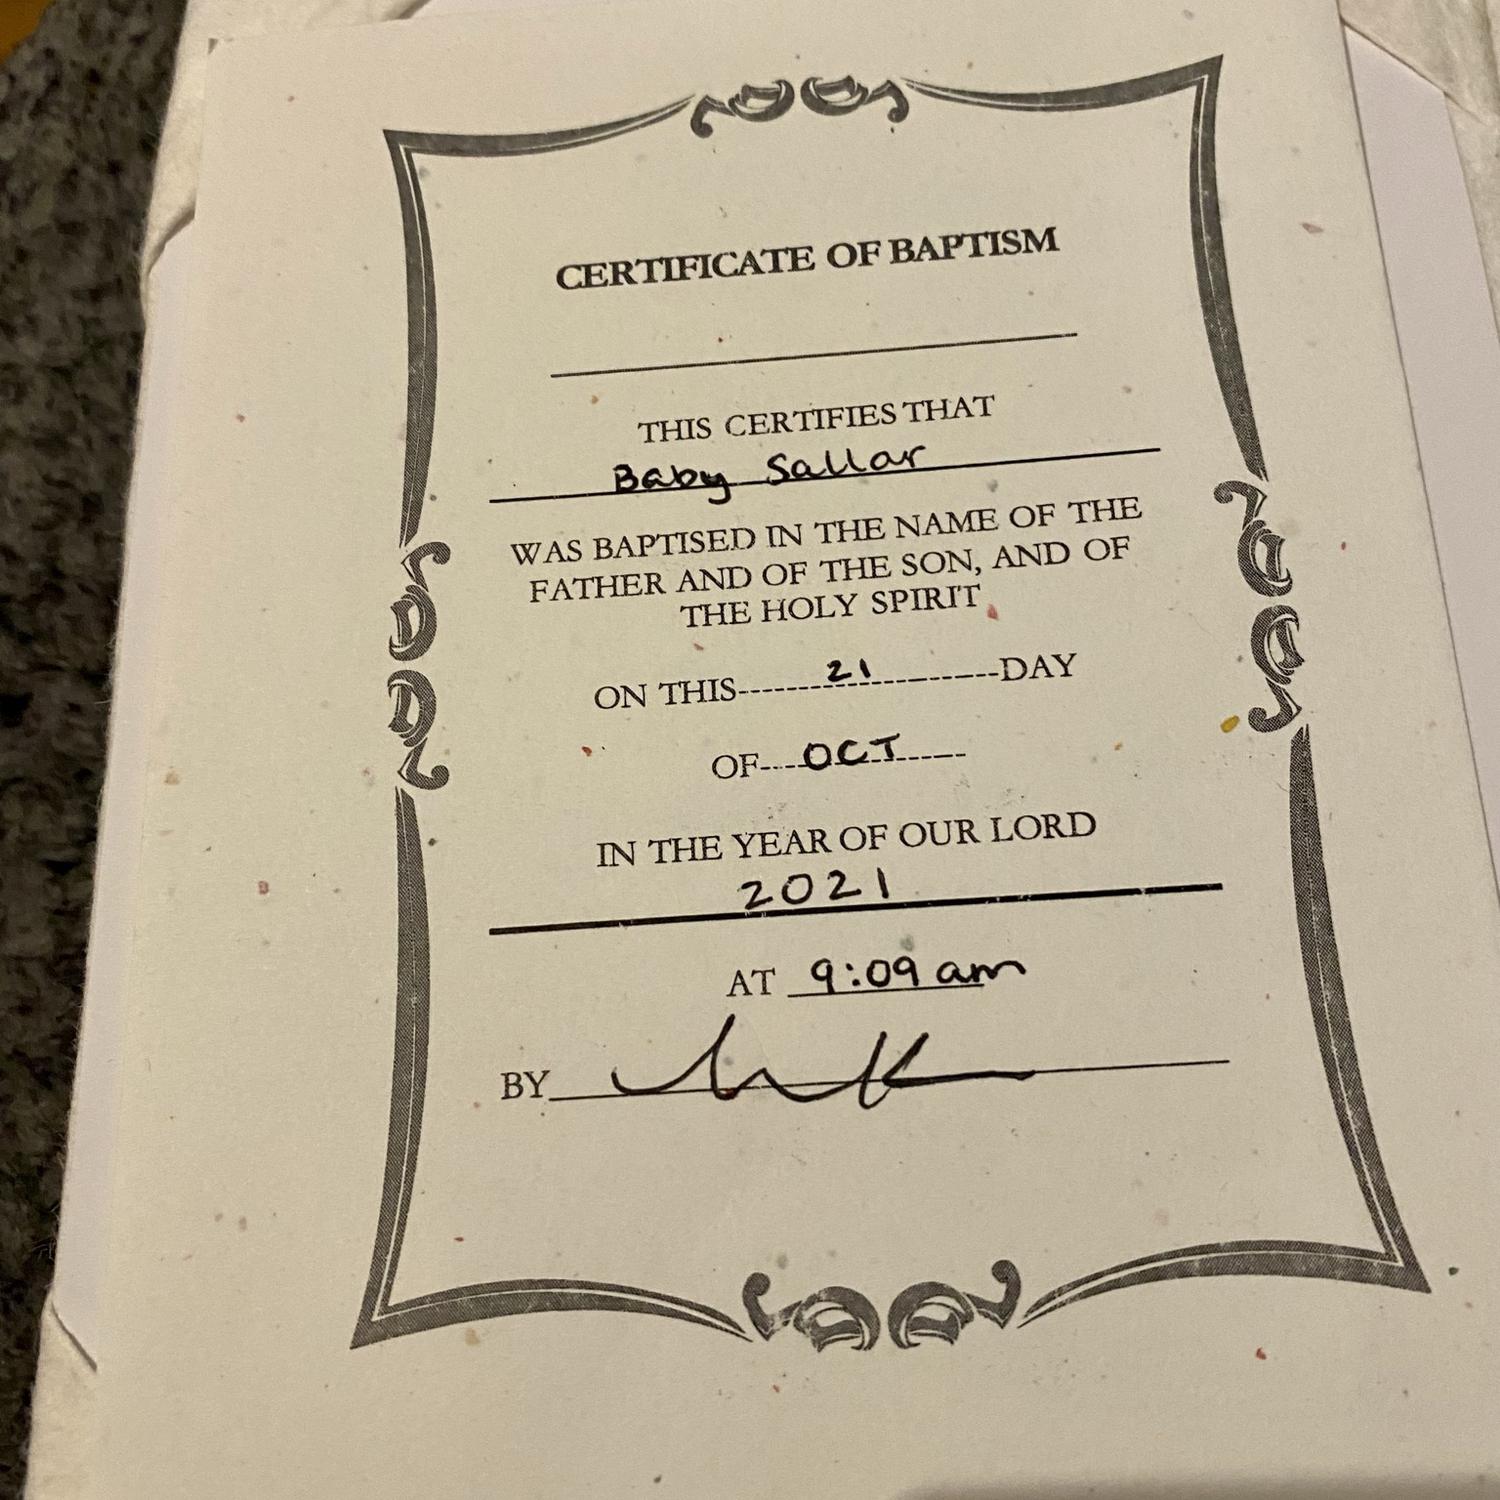 CERTIFICATE OF BAPTISM
THIS CERTIFIES THAT
Baby Sallar
WAS BAPTISED IN THE NAME OF THE
FATHER AND OF THE SON, AND OF
THE HOLY SPIRIT
ON THIS 21 DAY
OF OCT
IN THE YEAR OF OUR LORD
2021
AT 9:09 am
BY